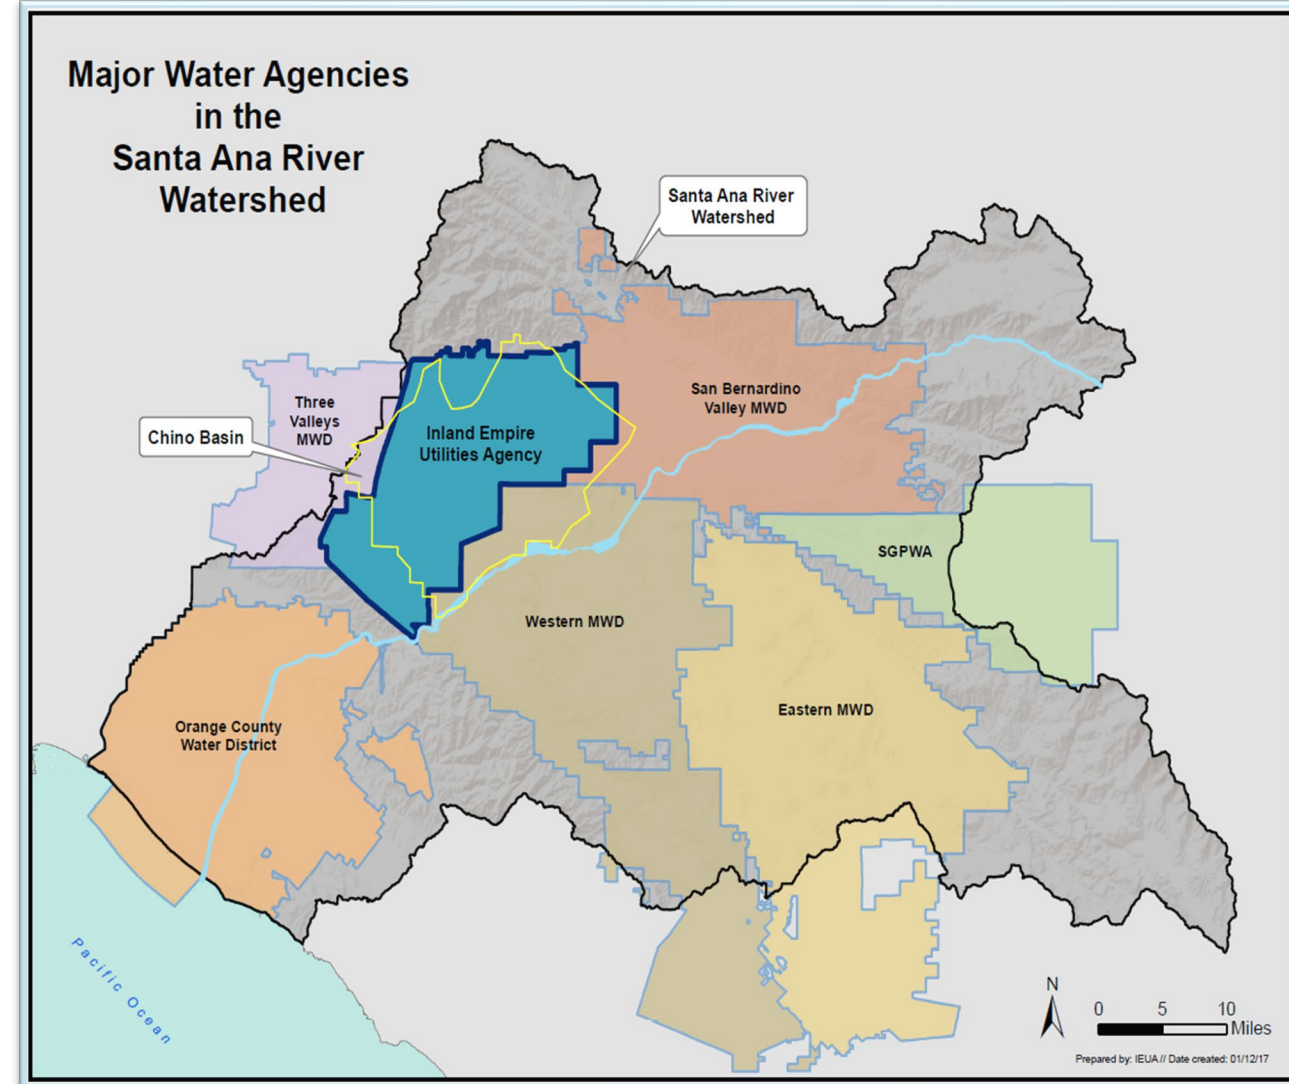 Major Water Agencies
in the
Santa Ana River
Watershed
Santa Ana River
Watershed
Three
Valleys
MWD
Chino Basin
Inland Empire
Utilities Agency
San Bernardino
Valley MWD
SGPWA
Western MWD
Eastern MWD
Orange County
Water District
Pacific Ocean
N
0 5 10
Miles
Prepared by: IEUA // Date created: 01/12/17